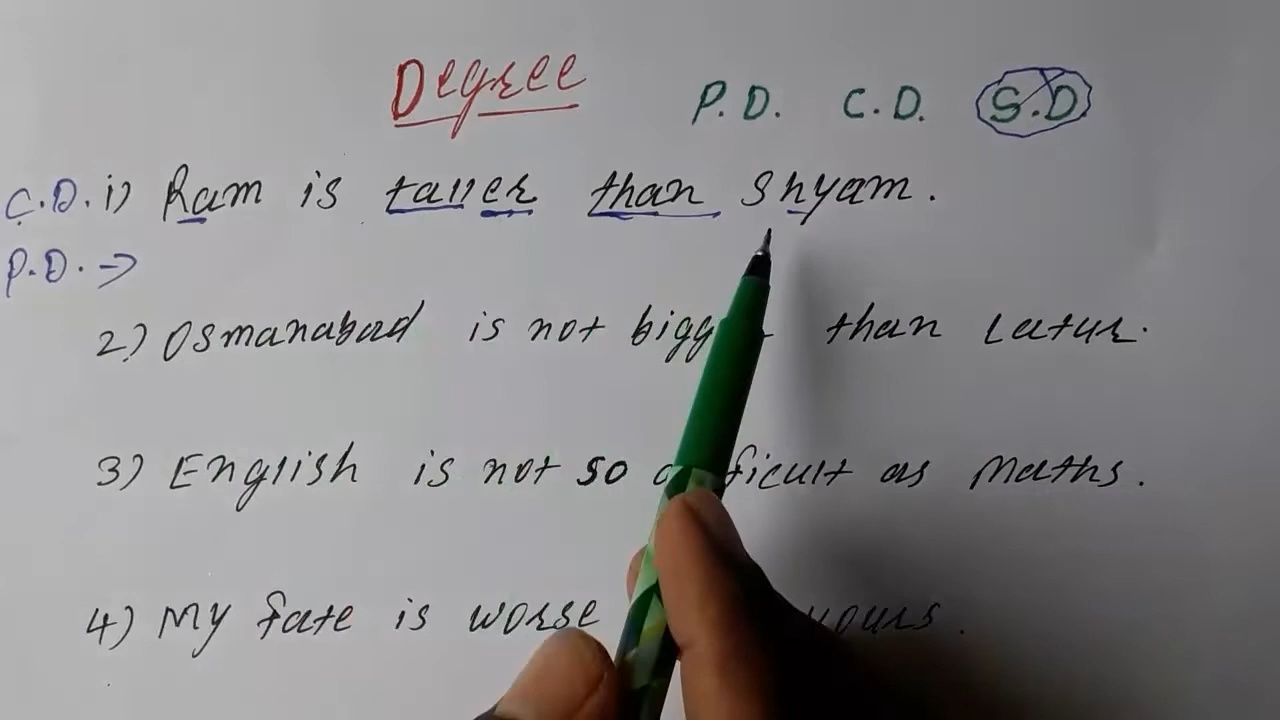 Degree P.D. C.D. S.D
C.D. 1) Ram is taller than Shyam.
P.D. →
2) Osmanabad is not than Latur.
3) English is not so as Maths.
4) My fate is worse yours.